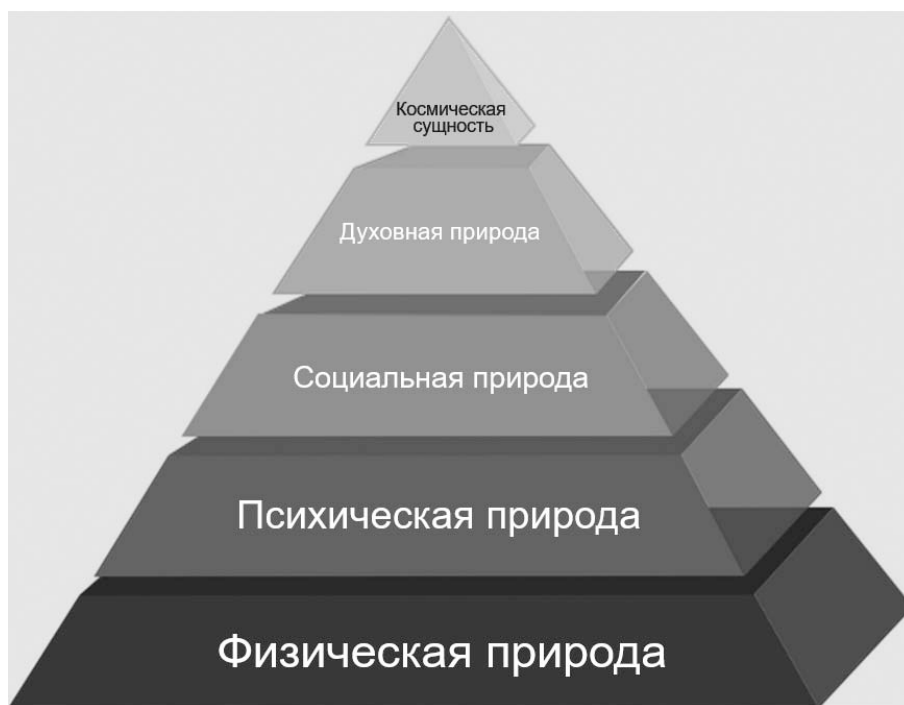 Космическая
сущность
Духовная природа
Социальная природа
Психическая природа
Физическая природа